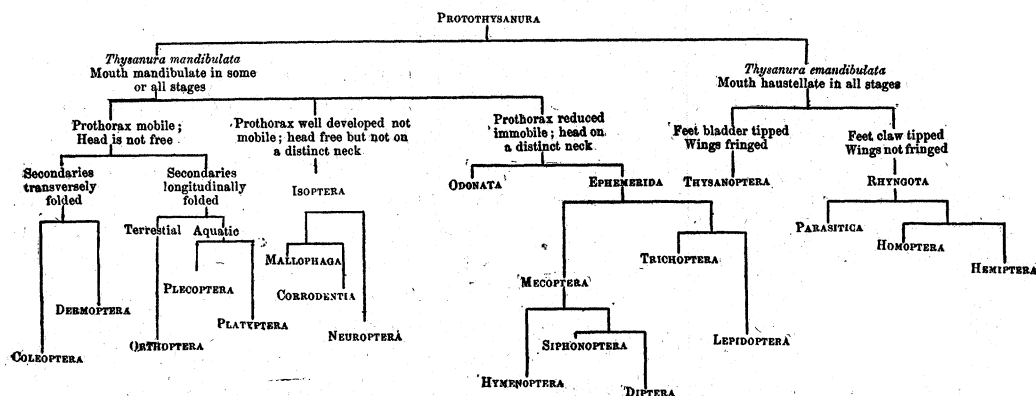 PROTOTHYSANURA
Thysanura mandibulata
Mouth mandibulate in some
or all stages
Thysanura emandibulata
Mouth haustellate in all stages
Prothorax mobile;
Head is not free
Prothorax well developed not
mobile; head free but not on
a distinct neck
Prothorax reduced
immobile; head on
a distinct neck
Feet bladder tipped
Wings fringed
Feet claw tipped
Wings not fringed
Secondaries
transversely
folded
Secondaries
longitudinally
folded
ISOPTERA
ODONATA
EPHEMERIDA
THYSANOPTERA
RHYNGOTA
Terrestial
Aquatic
PARASITICA
HOMOPTERA
HEMIPTERA
MALLOPHAGA
TRICHOPTERA
MECOPTERA
PLECOPTERA
CORRODENTIA
DERMOPTERA
PLATYPTERA
NEUROPTERA
LEPIDOPTERA
ORTHOPTERA
SIPHONOPTERA
COLEOPTERA
HYMENOPTERA
DIPTERA